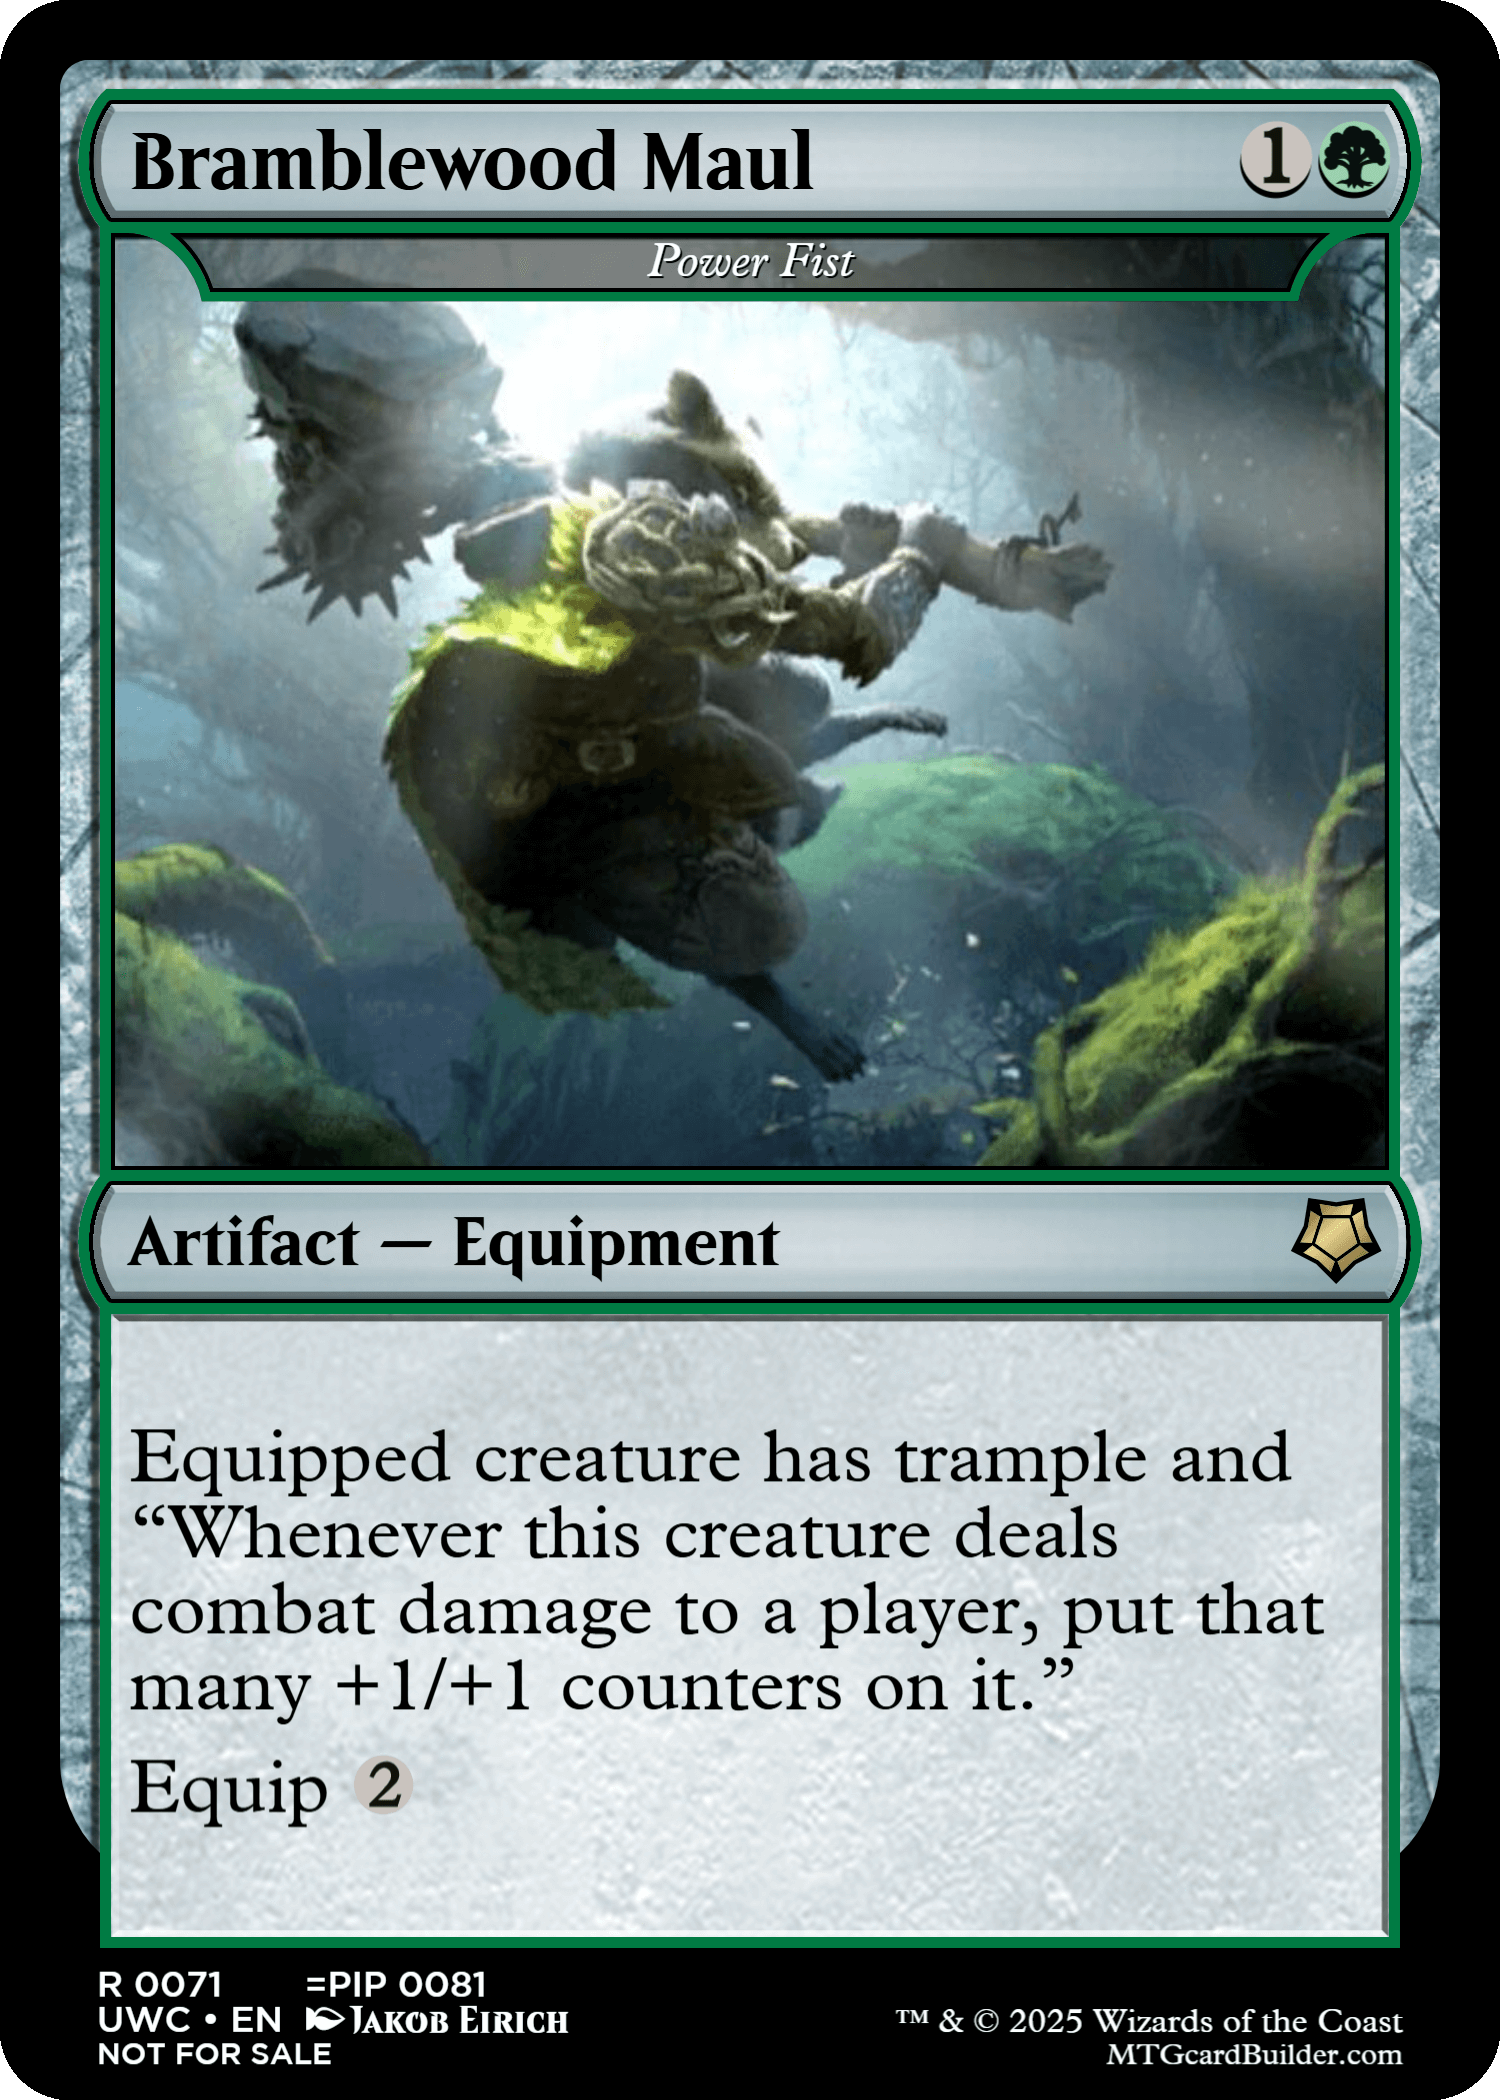 Bramblewood Maul 1
Power Fist
Artifact — Equipment
Equipped creature has trample and
“Whenever this creature deals
combat damage to a player, put that
many +1/+1 counters on it.”
Equip 2
R 0071 =PIP 0081
UWC • EN JAKOB EIRICH
NOT FOR SALE
™ & © 2025 Wizards of the Coast
MTGcardBuilder.com